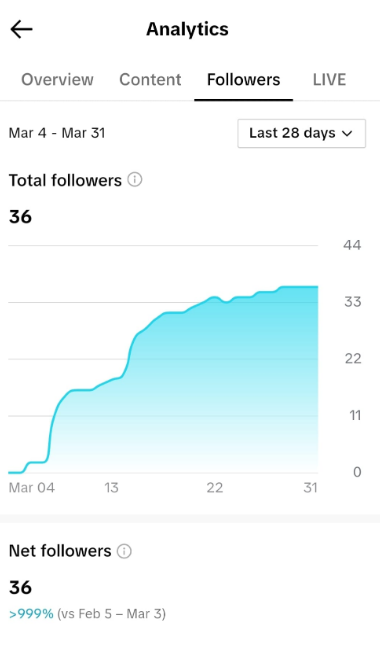 Analytics
Overview Content Followers LIVE
Mar 4 - Mar 31 Last 28 days
Total followers
36
44
33
22
11
0
Mar 04 13 22 31
Net followers
36
>999% (vs Feb 5 – Mar 3)